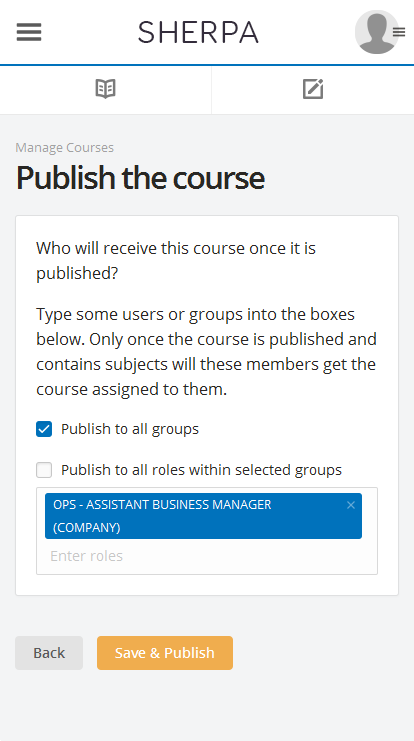 SHERPA
Manage Courses
Publish the course
Who will receive this course once it is
published?
Type some users or groups into the boxes
below. Only once the course is published and
contains subjects will these members get the
course assigned to them.
Publish to all groups
Publish to all roles within selected groups
OPS - ASSISTANT BUSINESS MANAGER
(COMPANY)
Enter roles
Back
Save & Publish